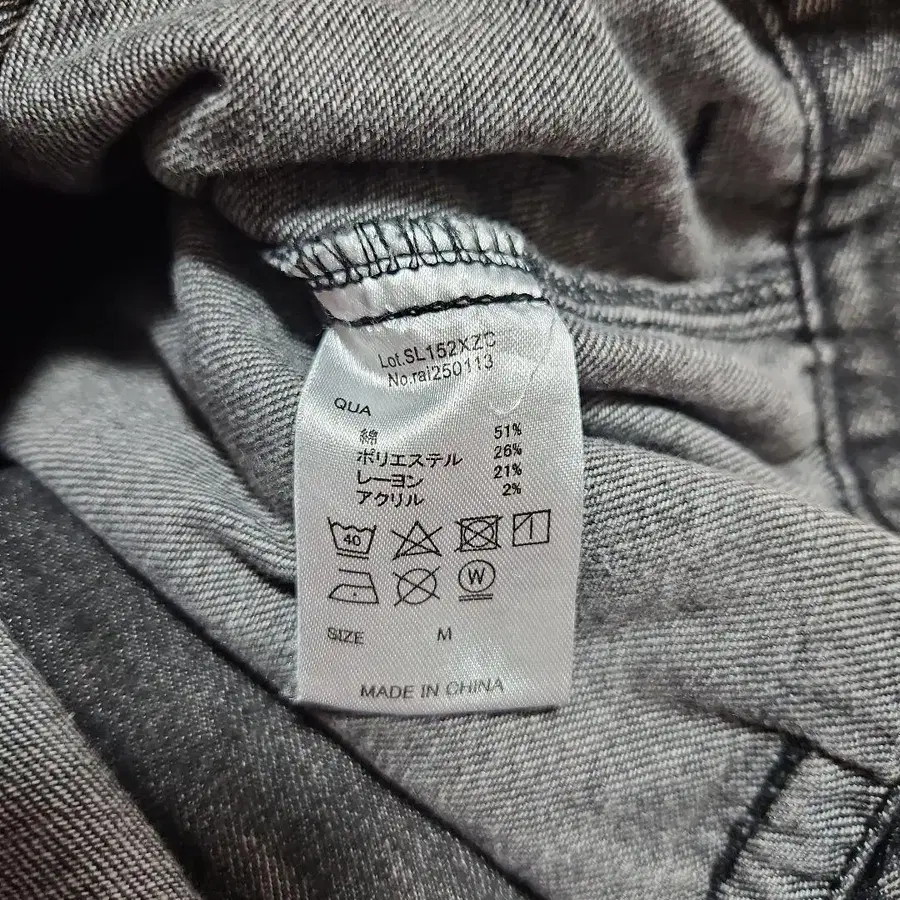 Lot.SL152XZC
No.rai250113
QUA
綿 51%
ポリエステル 26%
レーヨン 21%
アクリル 2%
40
W
SIZE M
MADE IN CHINA